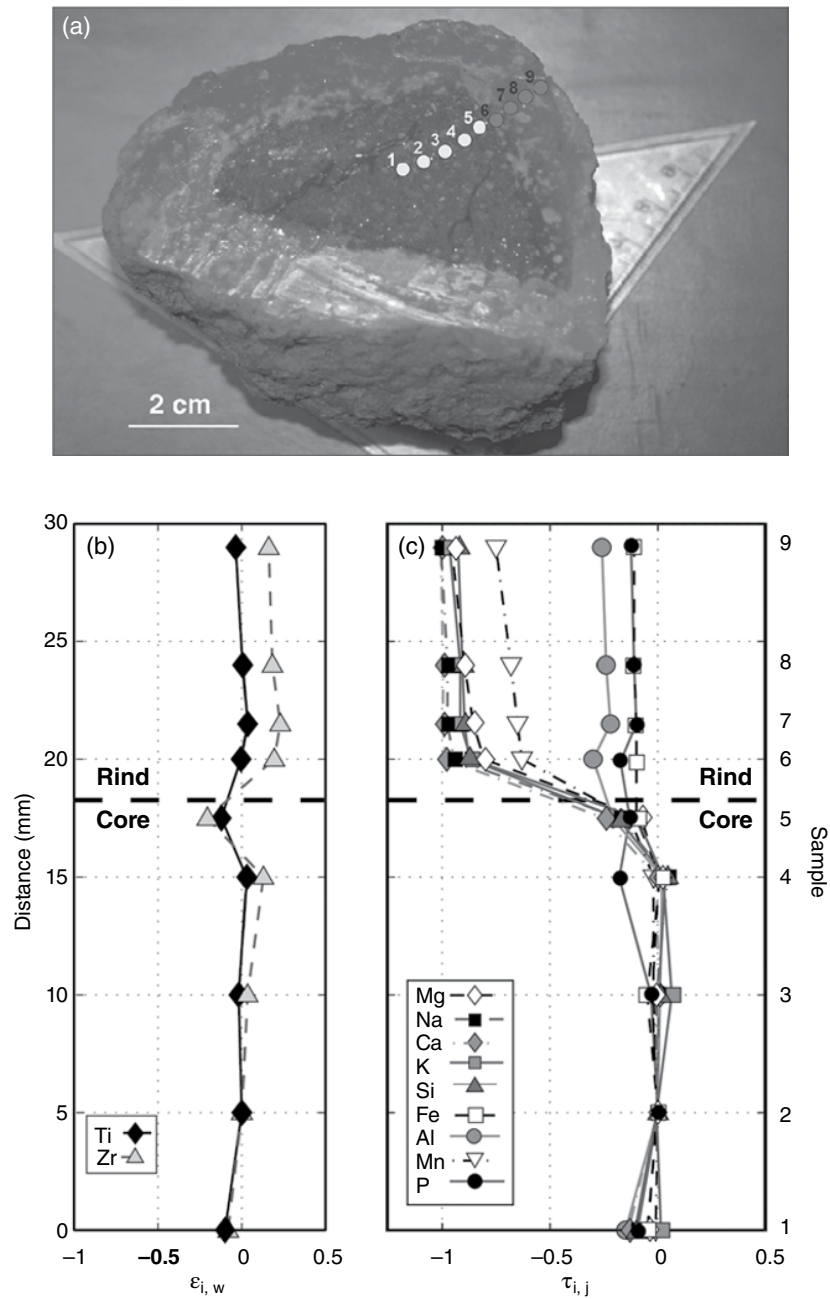 (a)
1 2 3 4 5 6 7 8 9
2 cm
(b)
30
25
20
15
10
5
0
Distance (mm)
Rind
Core
Ti
Zr
−1 −0.5 0 0.5
εi, w
(c)
Rind
Core
Mg
Na
Ca
K
Si
Fe
Al
Mn
P
−1 −0.5 0 0.5
τi, j
9
8
7
6
5
4
3
2
1
Sample